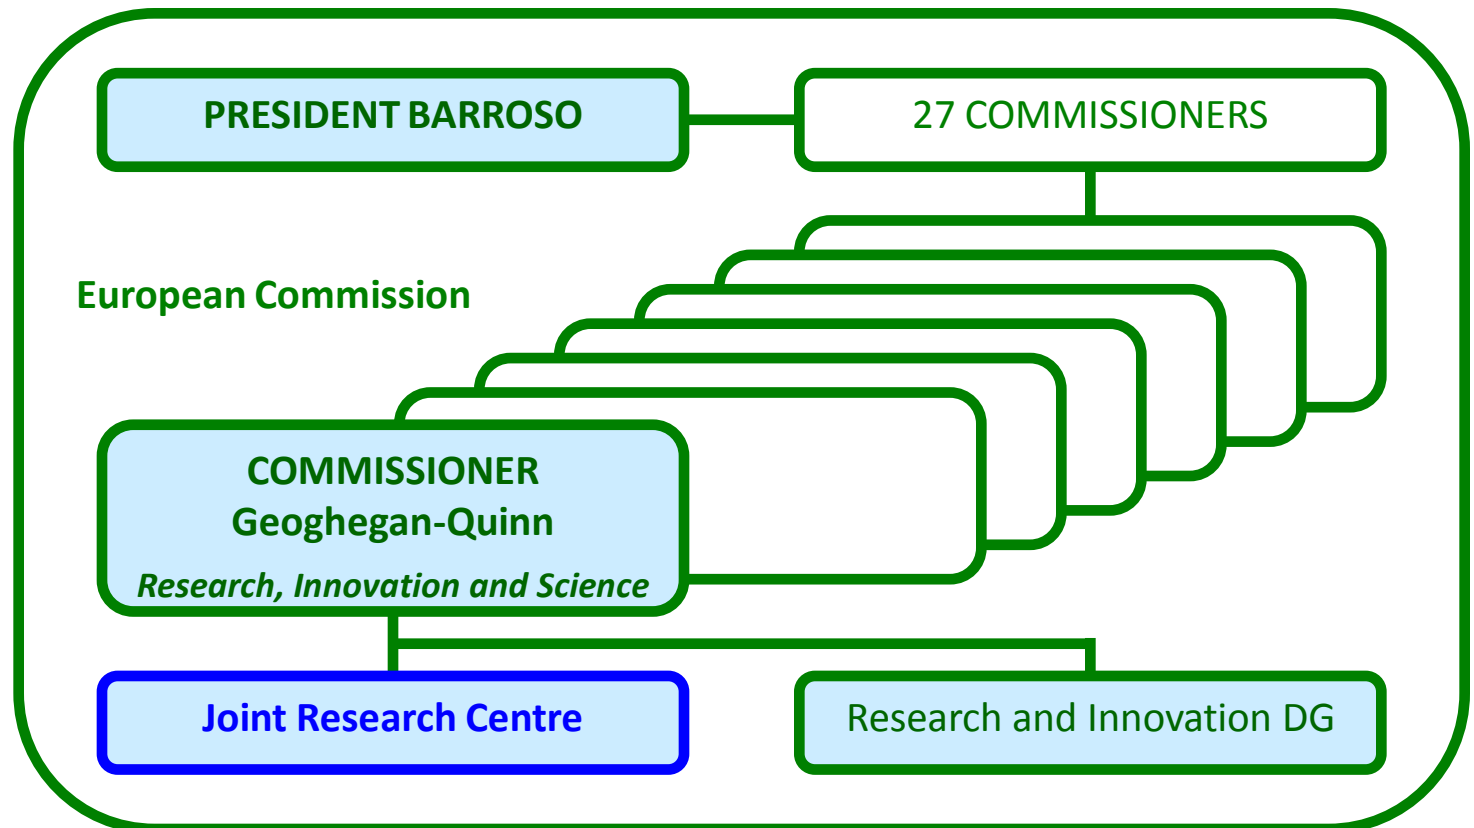 PRESIDENT BARROSO
27 COMMISSIONERS
European Commission
COMMISSIONER
Geoghegan-Quinn
Research, Innovation and Science
Joint Research Centre
Research and Innovation DG